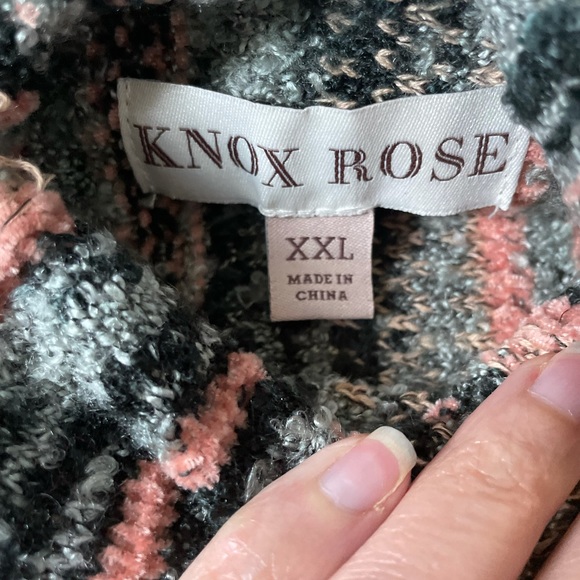 KNOX ROSE
XXL
MADE IN
CHINA